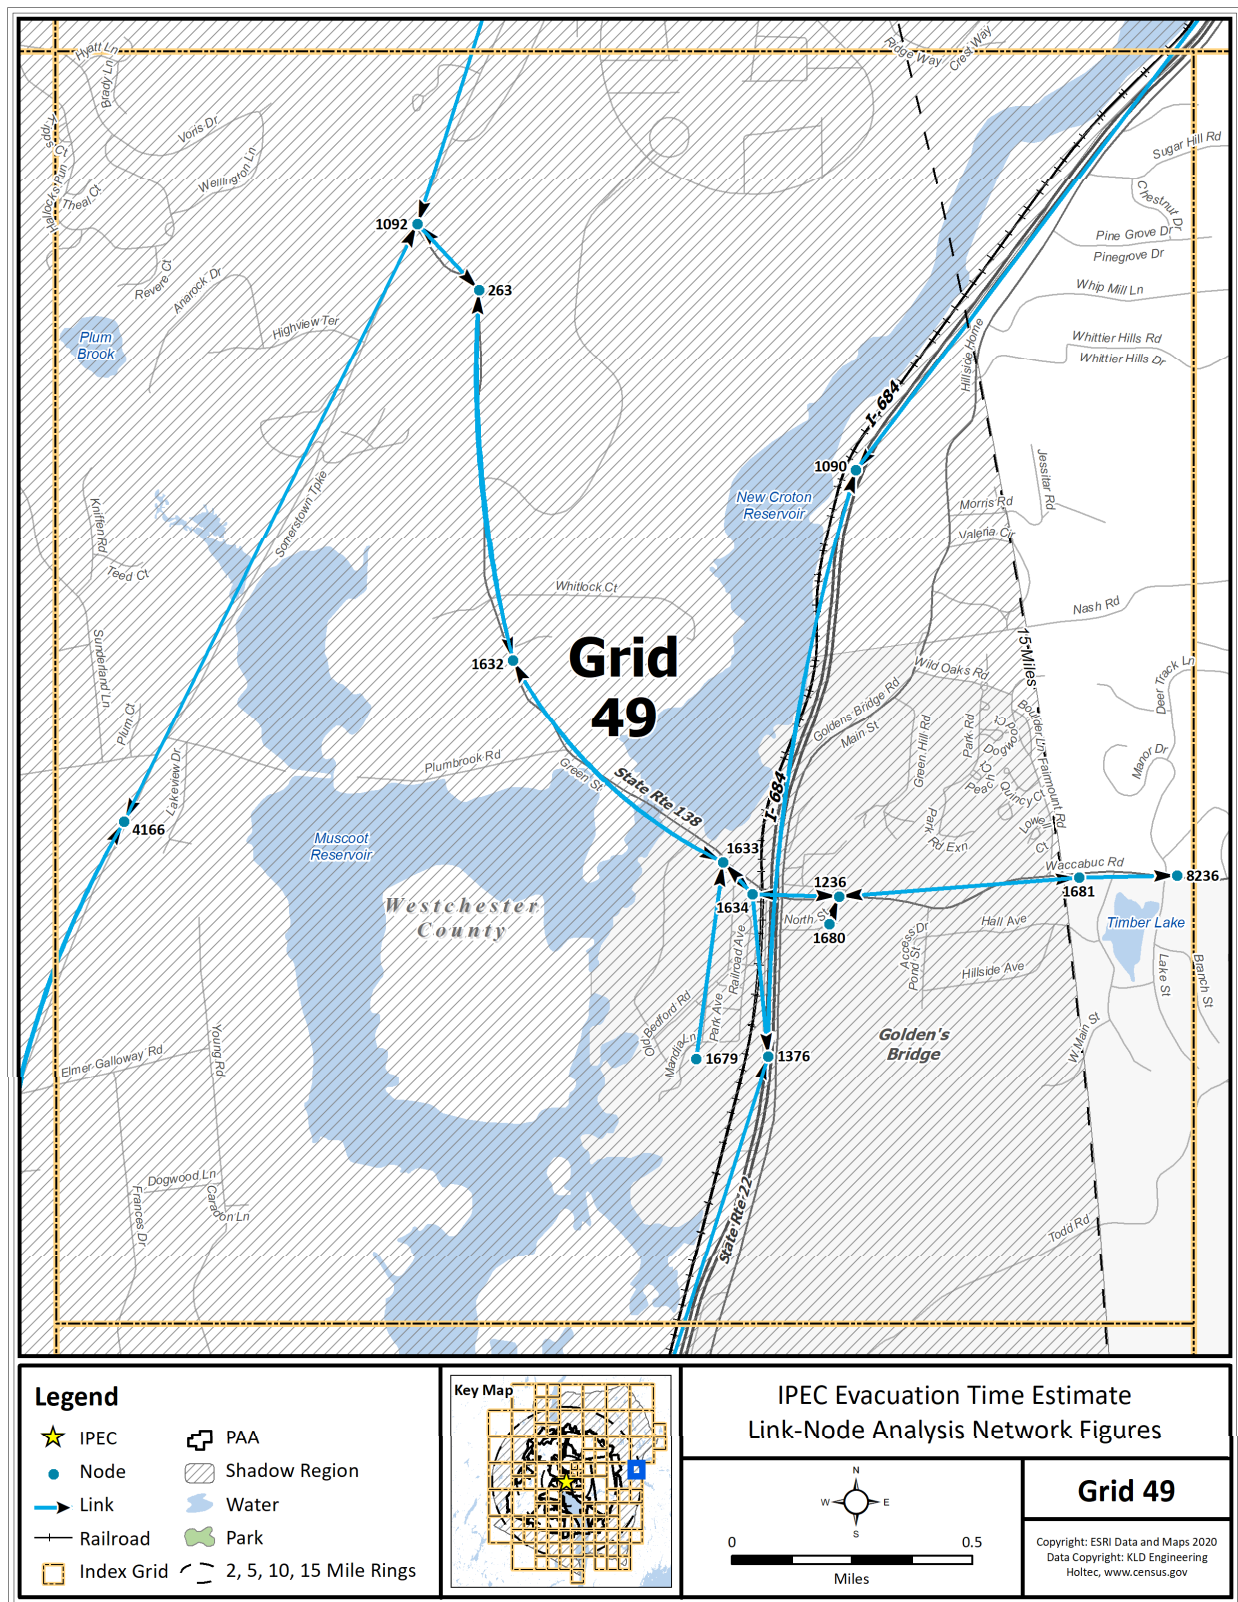 Hyatt Ln
Brady Ln
Voris Dr
Wellington Ln
Theal Ct
Revere Ct
Anarock Dr
Highview Ter
Plum
Brook
Ridge Way
Crest Way
Sugar Hill Rd
Chestnut Dr
Pine Grove Dr
Pinegrove Dr
Whip Mill Ln
Whittier Hills Rd
Whittier Hills Dr
Hillside Home
1092
263
I- 684
1090
New Croton
Reservoir
Jessitar Rd
Morris Rd
Valeria Cir
Nash Rd
Somerstown Tpke
Kniffen Rd
Teed Ct
Sunderland Ln
Plum Ct
Lakeview Dr
Whitlock Ct
1632
Grid
49
15 Miles
Wild Oaks Rd
Goldens Bridge Rd
Main St
Green Hill Rd
Park Rd
Dogwood Ct
Boulder Ln
Fairmount Rd
Peach Ct
Quincy Ct
Lowell Ct
Park Rd Exn
Deer Track Ln
Manor Dr
Plumbrook Rd
Green St
State Rte 138
I- 684
4166
Muscoot
Reservoir
1633
1634
1236
1680
North St
Waccabuc Rd
1681
8236
Timber Lake
Westchester
County
Hall Ave
Access Dr
Pond St
Hillside Ave
Lake St
Branch St
Railroad Ave
Park Ave
Old Bedford Rd
Mandia Ln
1679
1376
Golden's
Bridge
W Main St
Elmer Galloway Rd
Young Rd
Dogwood Ln
Frances Dr
State Rte 22
Todd Rd
Legend
IPEC
Node
Link
Railroad
Index Grid
PAA
Shadow Region
Water
Park
2, 5, 10, 15 Mile Rings
Key Map
IPEC Evacuation Time Estimate
Link-Node Analysis Network Figures
N
W E
S
0 0.5
Miles
Grid 49
Copyright: ESRI Data and Maps 2020
Data Copyright: KLD Engineering
Holtec, www.census.gov